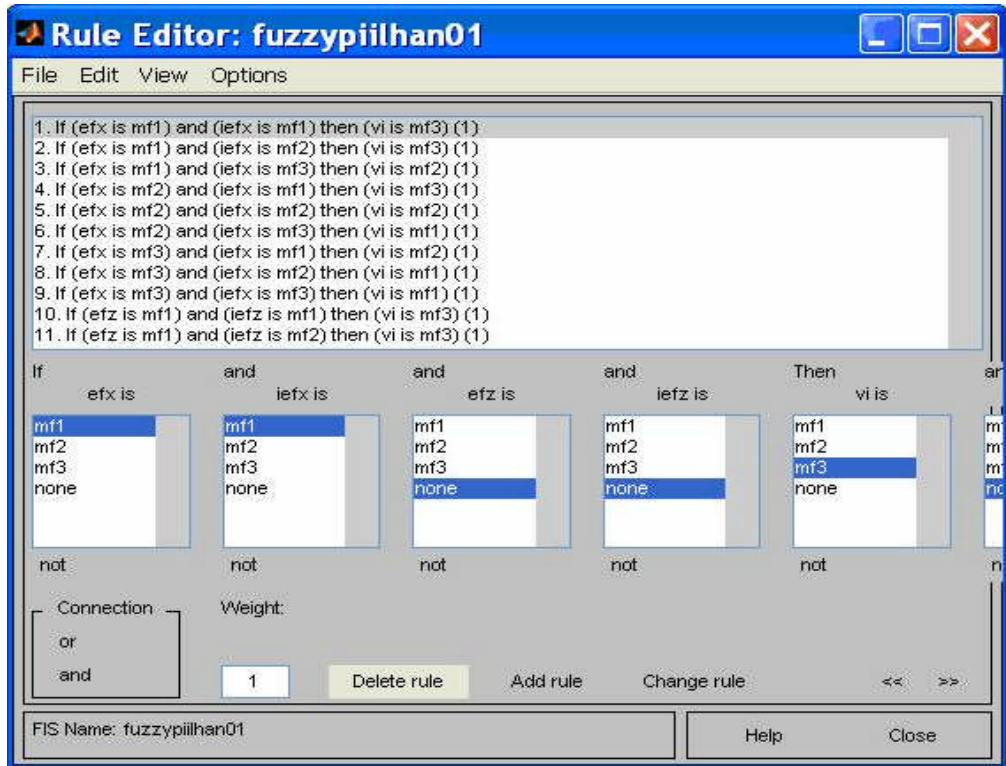 Rule Editor: fuzzypiilhan01
File Edit View Options
1. If (efx is mf1) and (iefx is mf1) then (vi is mf3) (1)
2. If (efx is mf1) and (iefx is mf2) then (vi is mf3) (1)
3. If (efx is mf1) and (iefx is mf3) then (vi is mf2) (1)
4. If (efx is mf2) and (iefx is mf1) then (vi is mf3) (1)
5. If (efx is mf2) and (iefx is mf2) then (vi is mf2) (1)
6. If (efx is mf2) and (iefx is mf3) then (vi is mf1) (1)
7. If (efx is mf3) and (iefx is mf1) then (vi is mf2) (1)
8. If (efx is mf3) and (iefx is mf2) then (vi is mf1) (1)
9. If (efx is mf3) and (iefx is mf3) then (vi is mf1) (1)
10. If (efz is mf1) and (iefz is mf1) then (vi is mf3) (1)
11. If (efz is mf1) and (iefz is mf2) then (vi is mf3) (1)
If and and and Then
efx is iefx is efz is iefz is vi is
mf1 mf1 mf1 mf1 mf1
mf2 mf2 mf2 mf2 mf2
mf3 mf3 mf3 mf3 mf3
none none none none none
not not not not not
Connection Weight:
or
and 1 Delete rule Add rule Change rule << >>
FIS Name: fuzzypiilhan01 Help Close